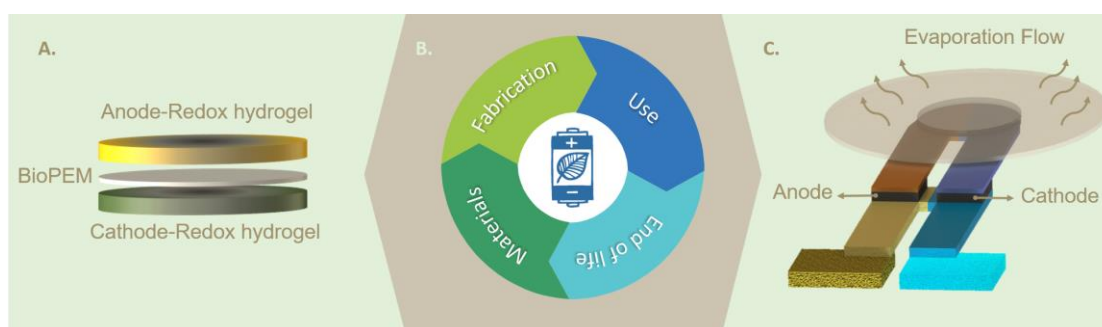 A.
Anode-Redox hydrogel
BioPEM
Cathode-Redox hydrogel
B.
Fabrication
Use
End of life
Materials
C.
Evaporation Flow
Anode
Cathode